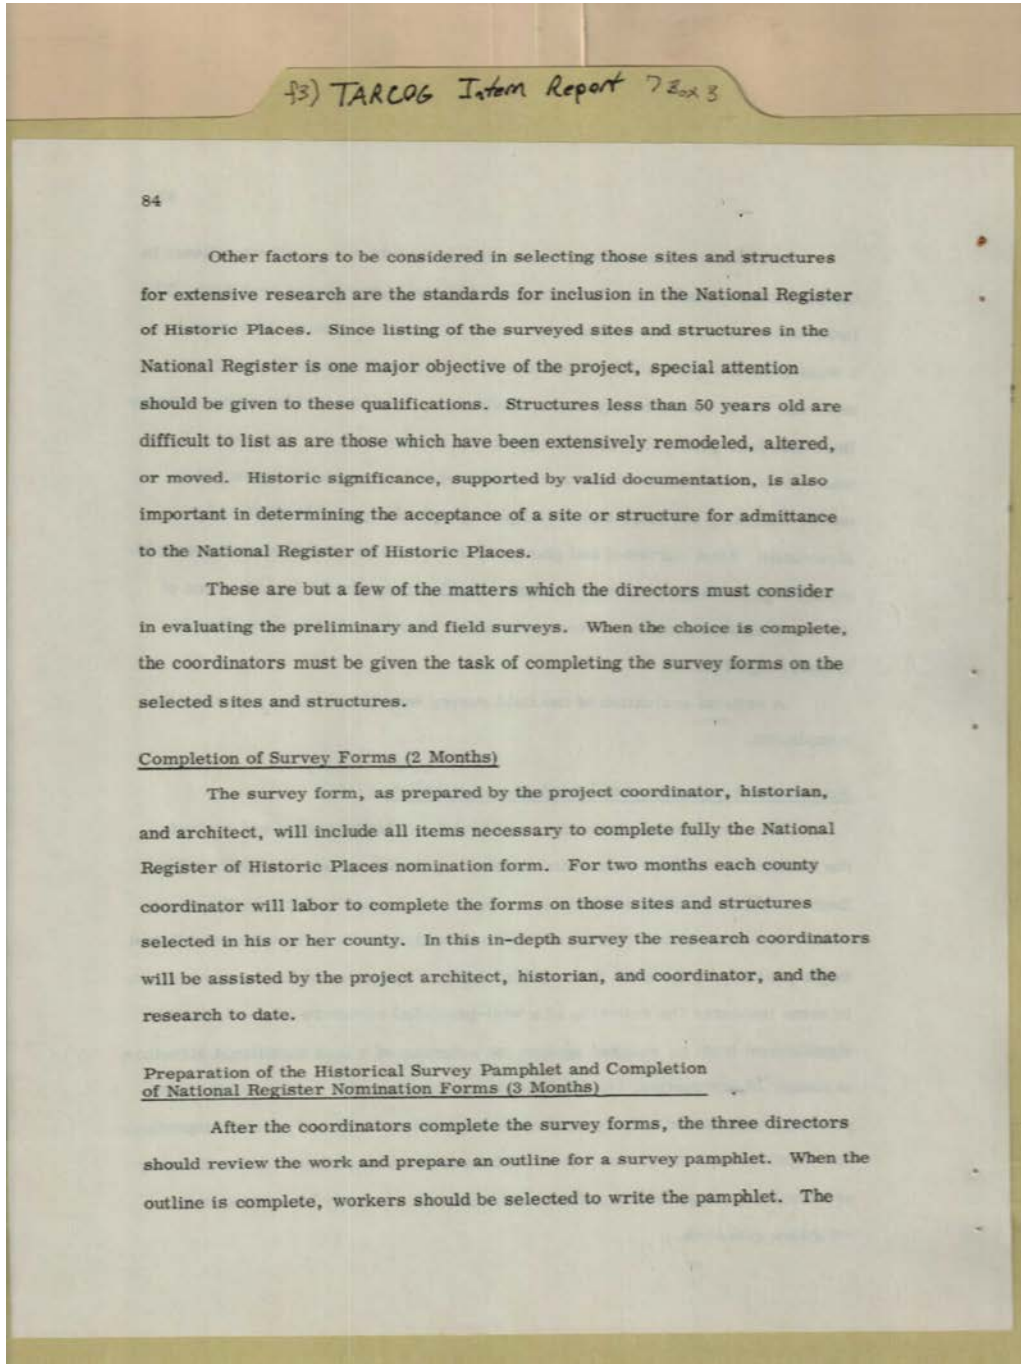 f3) TARCOG Intern Report Box 3
84
Other factors to be considered in selecting those sites and structures
for extensive research are the standards for inclusion in the National Register
of Historic Places. Since listing of the surveyed sites and structures in the
National Register is one major objective of the project, special attention
should be given to these qualifications. Structures less than 50 years old are
difficult to list as are those which have been extensively remodeled, altered,
or moved. Historic significance, supported by valid documentation, is also
important in determining the acceptance of a site or structure for admittance
to the National Register of Historic Places.
These are but a few of the matters which the directors must consider
in evaluating the preliminary and field surveys. When the choice is complete,
the coordinators must be given the task of completing the survey forms on the
selected sites and structures.
Completion of Survey Forms (2 Months)
The survey form, as prepared by the project coordinator, historian,
and architect, will include all items necessary to complete fully the National
Register of Historic Places nomination form. For two months each county
coordinator will labor to complete the forms on those sites and structures
selected in his or her county. In this in-depth survey the research coordinators
will be assisted by the project architect, historian, and coordinator, and the
research to date.
Preparation of the Historical Survey Pamphlet and Completion
of National Register Nomination Forms (3 Months)
After the coordinators complete the survey forms, the three directors
should review the work and prepare an outline for a survey pamphlet. When the
outline is complete, workers should be selected to write the pamphlet. The